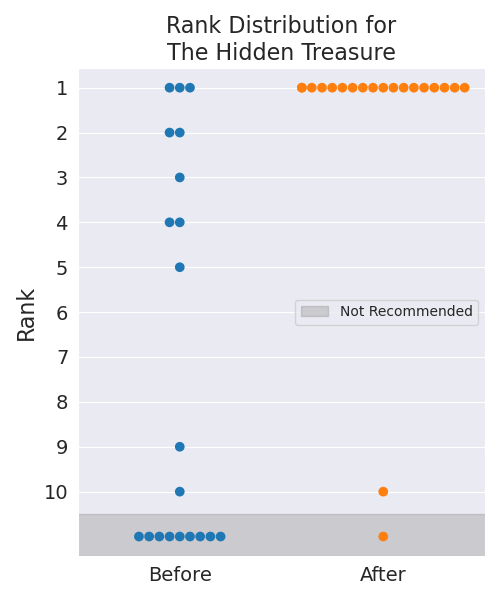 Rank Distribution for
The Hidden Treasure
Rank
1
2
3
4
5
6
7
8
9
10
Not Recommended
Before
After